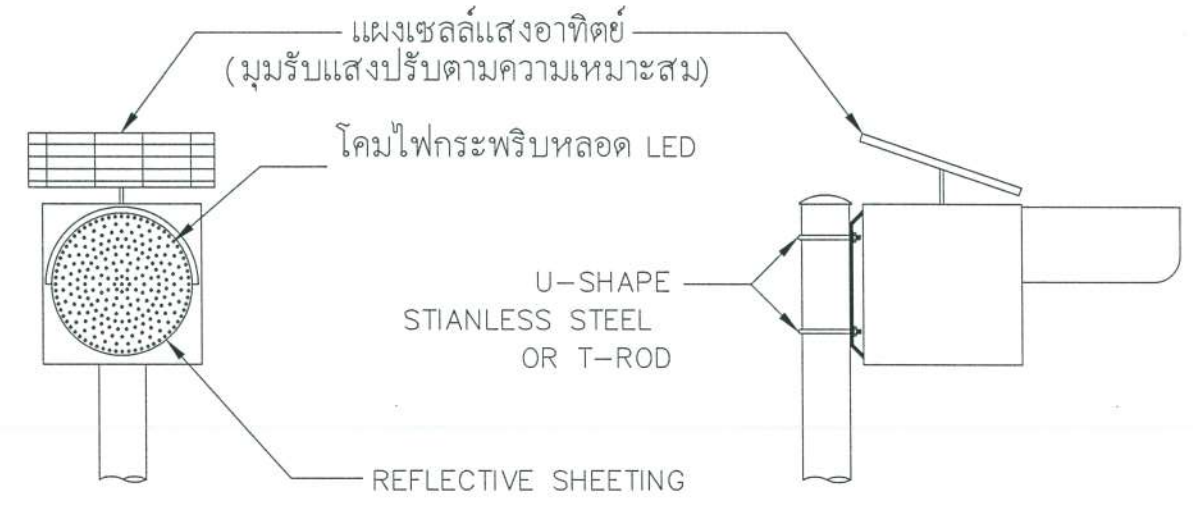 แผงเซลล์แสงอาทิตย์
(มุมรับแสงปรับตามความเหมาะสม)
โคมไฟกระพริบหลอด LED
U-SHAPE
STIANLESS STEEL
OR T-ROD
REFLECTIVE SHEETING